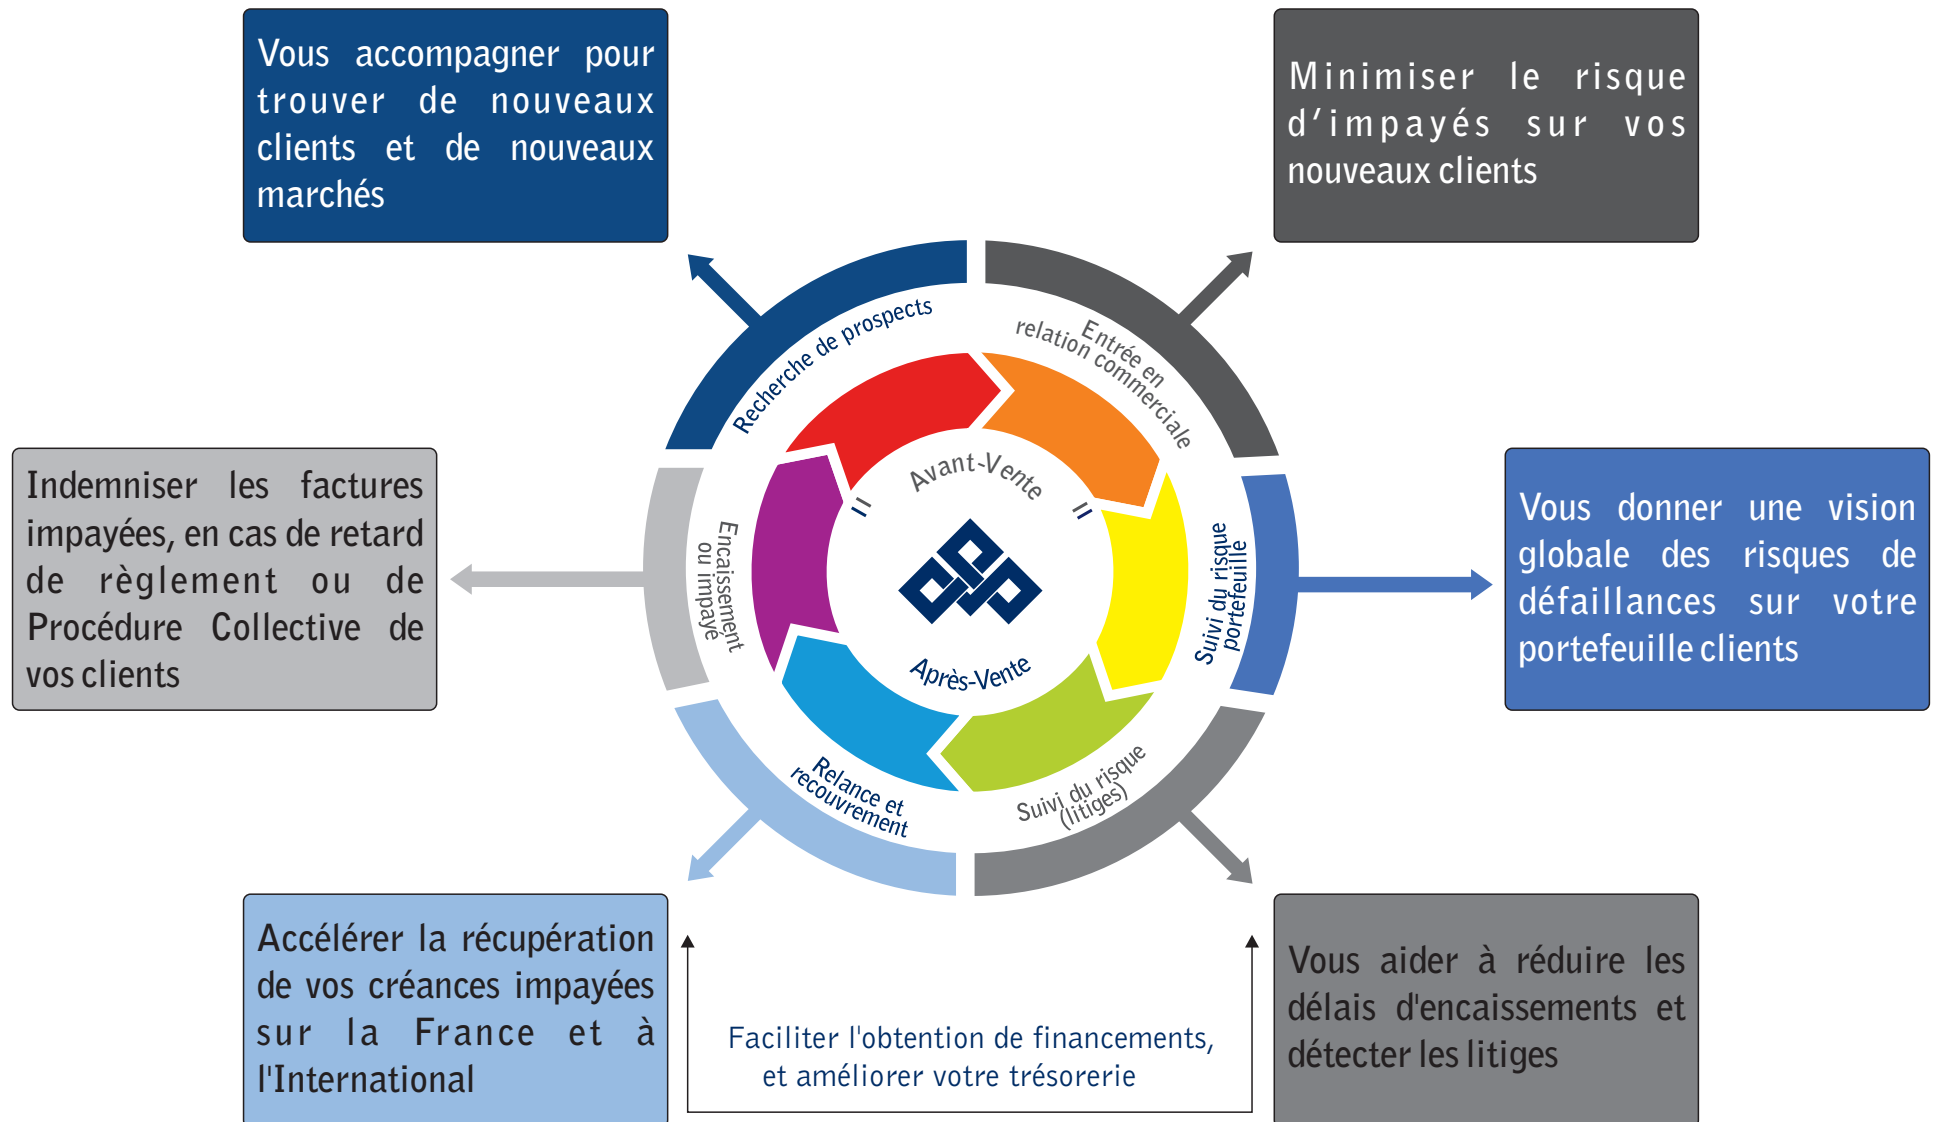 Vous accompagner pour
trouver de nouveaux
clients et de nouveaux
marchés
Minimiser le risque
d'impayés sur vos
nouveaux clients
Recherche de prospects
Entrée en
relation commerciale
Avant-Vente
Indemniser les factures
impayées, en cas de retard
de règlement ou de
Procédure Collective de
vos clients
Encaissement
ou impayé
Suivi du risque
portefeuille
Vous donner une vision
globale des risques de
défaillances sur votre
portefeuille clients
Après-Vente
Relance et
recouvrement
Suivi du risque
(litiges)
Accélérer la récupération
de vos créances impayées
sur la France et à
l'International
Faciliter l'obtention de financements,
et améliorer votre trésorerie
Vous aider à réduire les
délais d'encaissements et
détecter les litiges